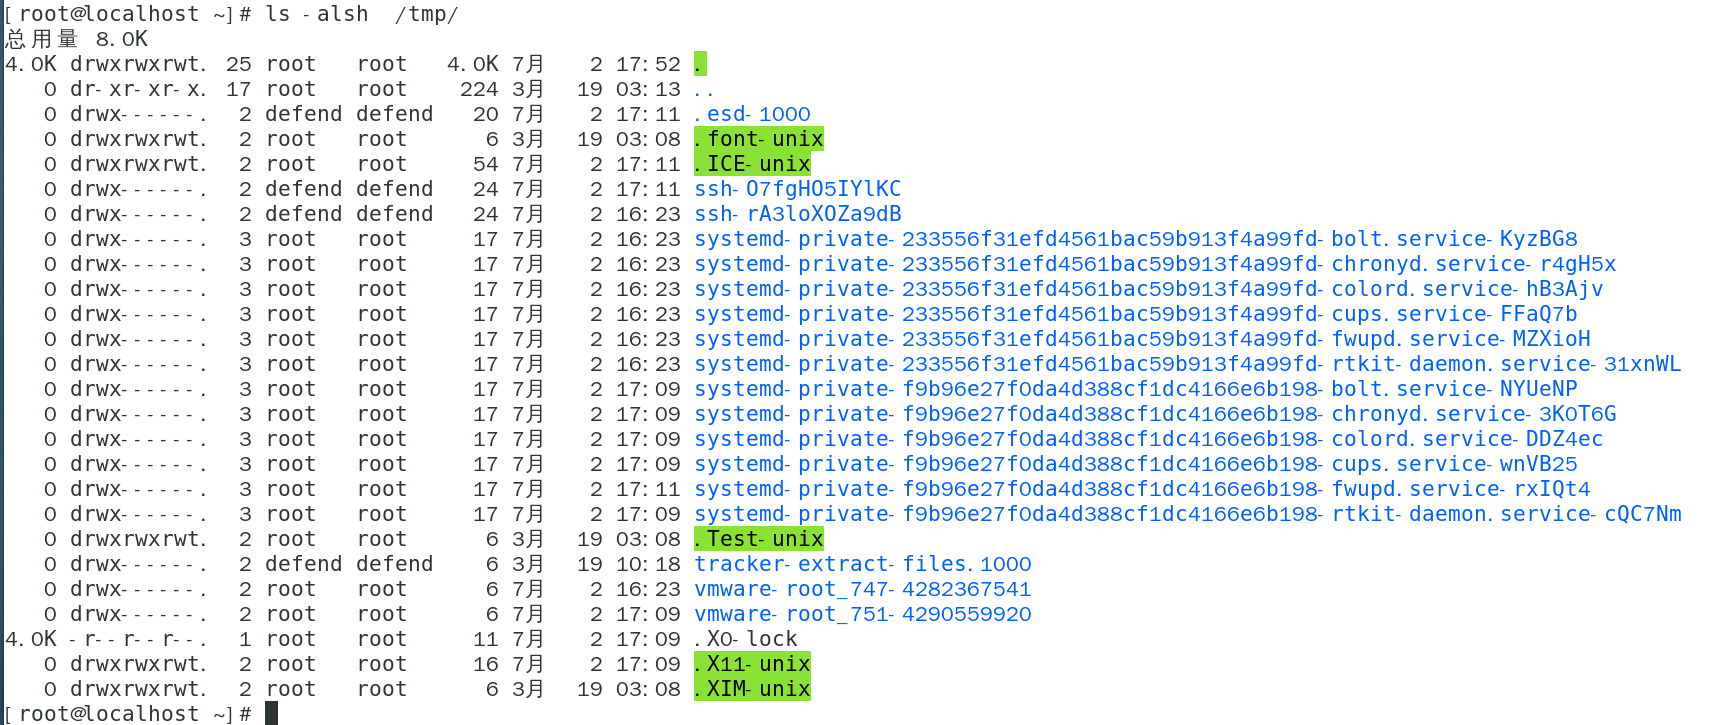 [root@localhost ~]# ls -alsh  /tmp/
总用量 8.0K
4.0K drwxrwxrwt. 25 root   root   4.0K 7月   2 17:52 .
   0 dr-xr-xr-x. 17 root   root    224 3月  19 03:13 ..
   0 drwx------.  2 defend defend   20 7月   2 17:11 .esd-1000
   0 drwxrwxrwt.  2 root   root      6 3月  19 03:08 .font-unix
   0 drwxrwxrwt.  2 root   root     54 7月   2 17:11 .ICE-unix
   0 drwx------.  2 defend defend   24 7月   2 17:11 ssh-O7fgHO5IYlKC
   0 drwx------.  2 defend defend   24 7月   2 16:23 ssh-rA3loXOZa9dB
   0 drwx------.  3 root   root     17 7月   2 16:23 systemd-private-233556f31efd4561bac59b913f4a99fd-bolt.service-KyzBG8
   0 drwx------.  3 root   root     17 7月   2 16:23 systemd-private-233556f31efd4561bac59b913f4a99fd-chronyd.service-r4gH5x
   0 drwx------.  3 root   root     17 7月   2 16:23 systemd-private-233556f31efd4561bac59b913f4a99fd-colord.service-hB3Ajv
   0 drwx------.  3 root   root     17 7月   2 16:23 systemd-private-233556f31efd4561bac59b913f4a99fd-cups.service-FFaQ7b
   0 drwx------.  3 root   root     17 7月   2 16:23 systemd-private-233556f31efd4561bac59b913f4a99fd-fwupd.service-MZXioH
   0 drwx------.  3 root   root     17 7月   2 16:23 systemd-private-233556f31efd4561bac59b913f4a99fd-rtkit-daemon.service-31xnWL
   0 drwx------.  3 root   root     17 7月   2 17:09 systemd-private-f9b96e27f0da4d388cf1dc4166e6b198-bolt.service-NYUeNP
   0 drwx------.  3 root   root     17 7月   2 17:09 systemd-private-f9b96e27f0da4d388cf1dc4166e6b198-chronyd.service-3KOT6G
   0 drwx------.  3 root   root     17 7月   2 17:09 systemd-private-f9b96e27f0da4d388cf1dc4166e6b198-colord.service-DDZ4ec
   0 drwx------.  3 root   root     17 7月   2 17:09 systemd-private-f9b96e27f0da4d388cf1dc4166e6b198-cups.service-wnVB25
   0 drwx------.  3 root   root     17 7月   2 17:11 systemd-private-f9b96e27f0da4d388cf1dc4166e6b198-fwupd.service-rxIQt4
   0 drwx------.  3 root   root     17 7月   2 17:09 systemd-private-f9b96e27f0da4d388cf1dc4166e6b198-rtkit-daemon.service-cQC7Nm
   0 drwxrwxrwt.  2 root   root      6 3月  19 03:08 .Test-unix
   0 drwx------.  2 defend defend    6 3月  19 10:18 tracker-extract-files.1000
   0 drwx------.  2 root   root      6 7月   2 16:23 vmware-root_747-4282367541
   0 drwx------.  2 root   root      6 7月   2 17:09 vmware-root_751-4290559920
4.0K -r--r--r--.  1 root   root     11 7月   2 17:09 .X0-lock
   0 drwxrwxrwt.  2 root   root     16 7月   2 17:09 .X11-unix
   0 drwxrwxrwt.  2 root   root      6 3月  19 03:08 .XIM-unix
[root@localhost ~]#